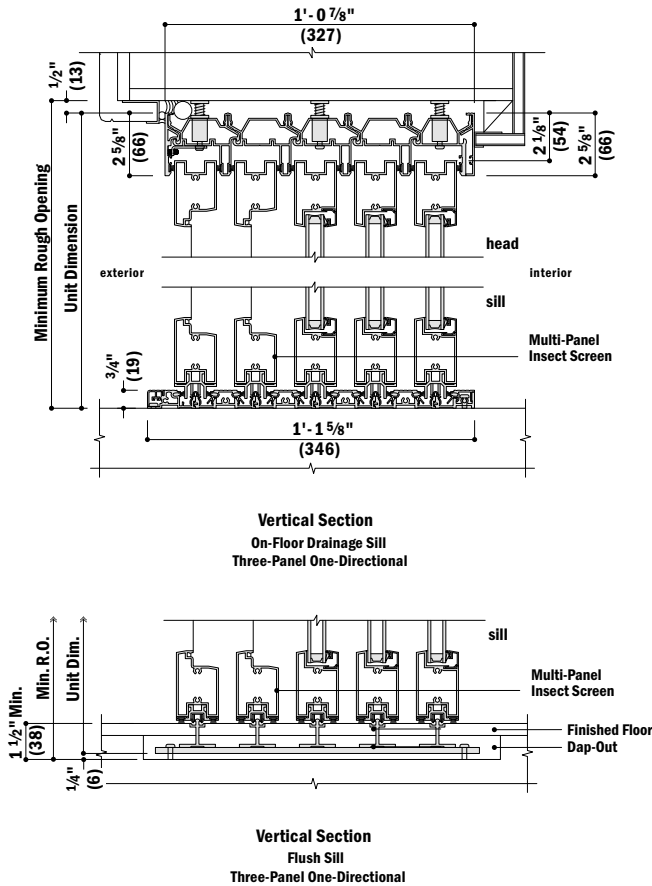 1'- 0 7/8"
(327)
1/2"
(13)
2 5/8"
(66)
2 1/8"
(54)
2 5/8"
(66)
Minimum Rough Opening
Unit Dimension
head
exterior
interior
sill
Multi-Panel
Insect Screen
3/4"
(19)
1'- 1 5/8"
(346)
Vertical Section
On-Floor Drainage Sill
Three-Panel One-Directional
Min. R.O.
Unit Dim.
sill
Multi-Panel
Insect Screen
1 1/2" Min.
(38)
Finished Floor
Dap-Out
1/4"
(6)
Vertical Section
Flush Sill
Three-Panel One-Directional